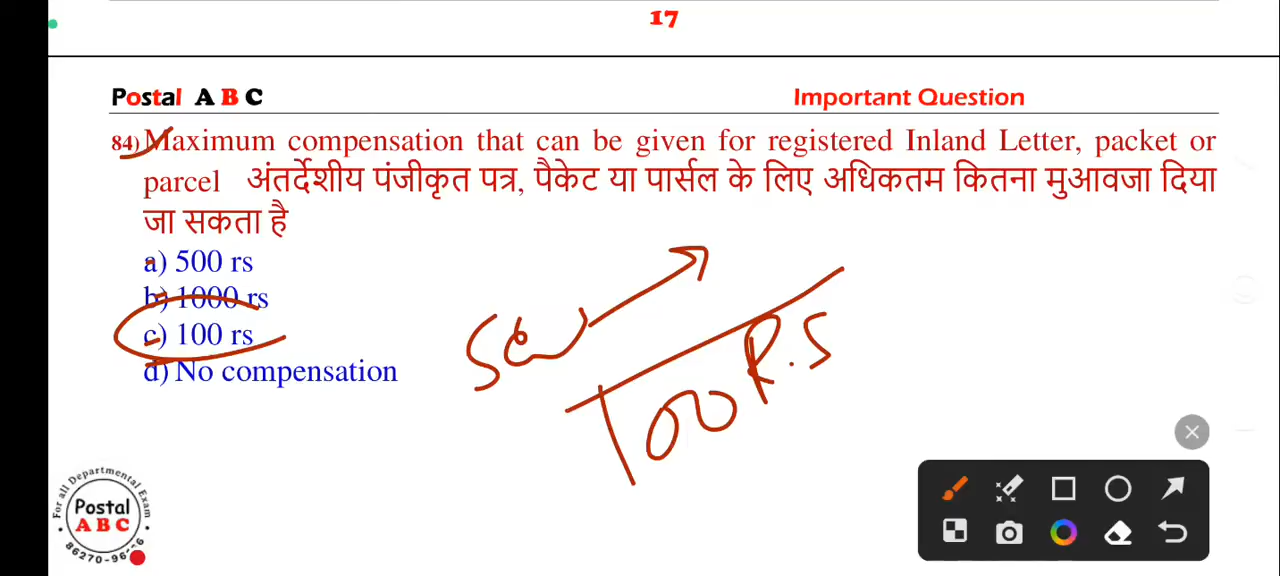 17
Postal A B C
Important Question
84) Maximum compensation that can be given for registered Inland Letter, packet or
parcel अंतर्देशीय पंजीकृत पत्र, पैकेट या पार्सल के लिए अधिकतम कितना मुआवजा दिया
जा सकता है
a) 500 rs
b) 1000 rs
c) 100 rs
d) No compensation
100 R.S
For all Departmental Exam
Postal
A B C